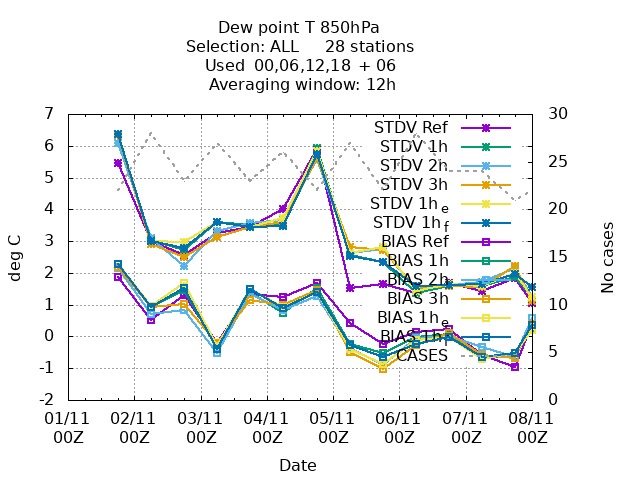 Dew point T 850hPa
Selection: ALL 28 stations
Used 00,06,12,18 + 06
Averaging window: 12h
7 30
6
5 25
4 20
3
2 15
1 10
0
-1 5
-2 0
deg C
No cases
STDV Ref
STDV 1h
STDV 2h
STDV 3h
STDV 1he
STDV 1hf
BIAS Ref
BIAS 1h
BIAS 2h
BIAS 3h
BIAS 1he
BIAS 1hf
CASES
01/11 02/11 03/11 04/11 05/11 06/11 07/11 08/11
00Z 00Z 00Z 00Z 00Z 00Z 00Z 00Z
Date